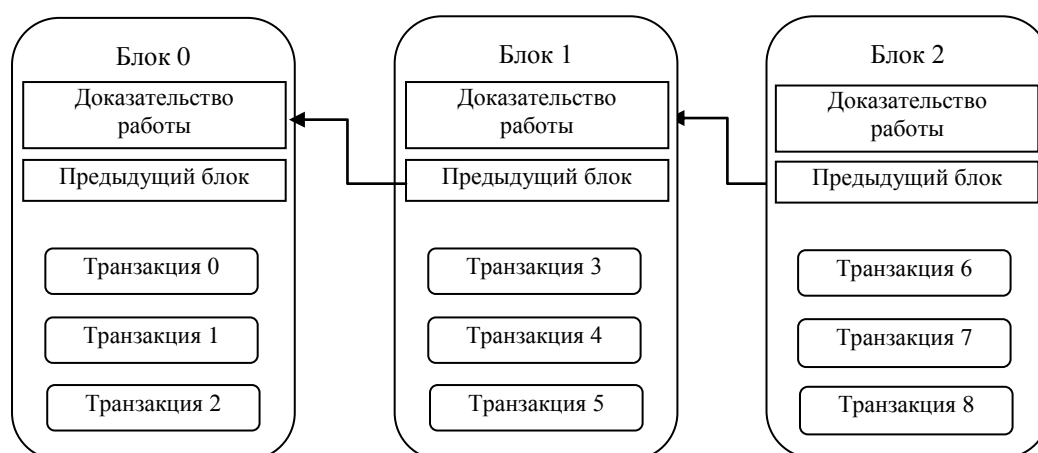 Блок 0
Доказательство
работы
Предыдущий блок
Транзакция 0
Транзакция 1
Транзакция 2
Блок 1
Доказательство
работы
Предыдущий блок
Транзакция 3
Транзакция 4
Транзакция 5
Блок 2
Доказательство
работы
Предыдущий блок
Транзакция 6
Транзакция 7
Транзакция 8